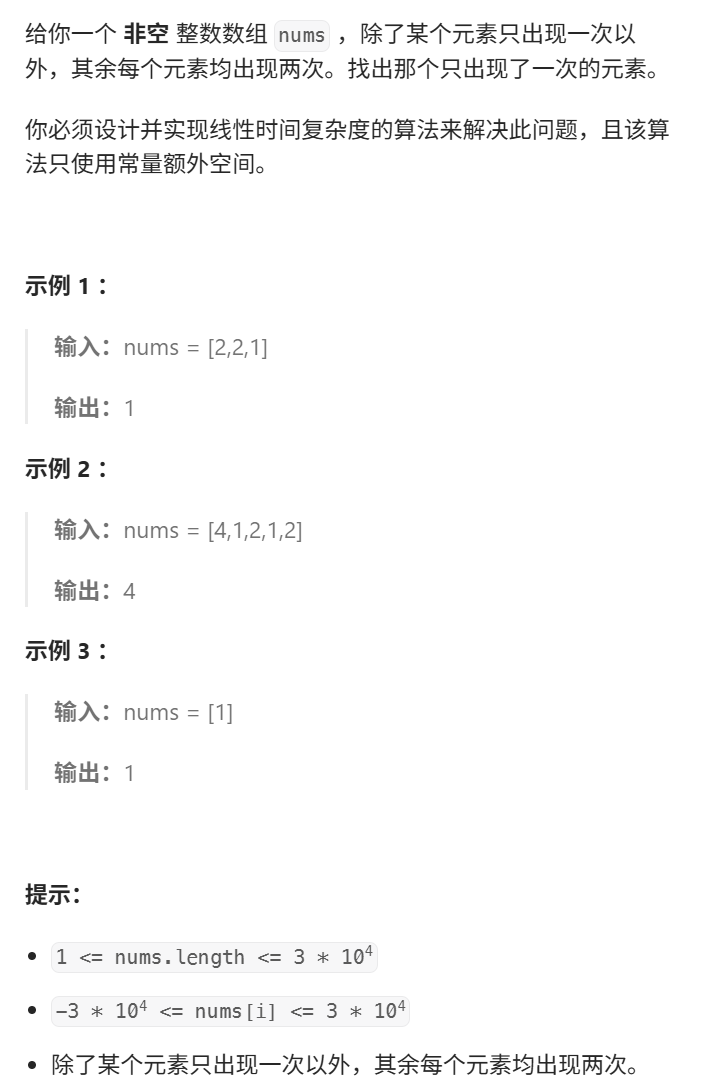 给你一个 非空 整数数组 nums ，除了某个元素只出现一次以
外，其余每个元素均出现两次。找出那个只出现了一次的元素。
你必须设计并实现线性时间复杂度的算法来解决此问题，且该算
法只使用常量额外空间。
示例 1 ：
输入：nums = [2,2,1]
输出：1
示例 2 ：
输入：nums = [4,1,2,1,2]
输出：4
示例 3 ：
输入：nums = [1]
输出：1
提示：
• 1 <= nums.length <= 3 * 10⁴
• -3 * 10⁴ <= nums[i] <= 3 * 10⁴
• 除了某个元素只出现一次以外，其余每个元素均出现两次。